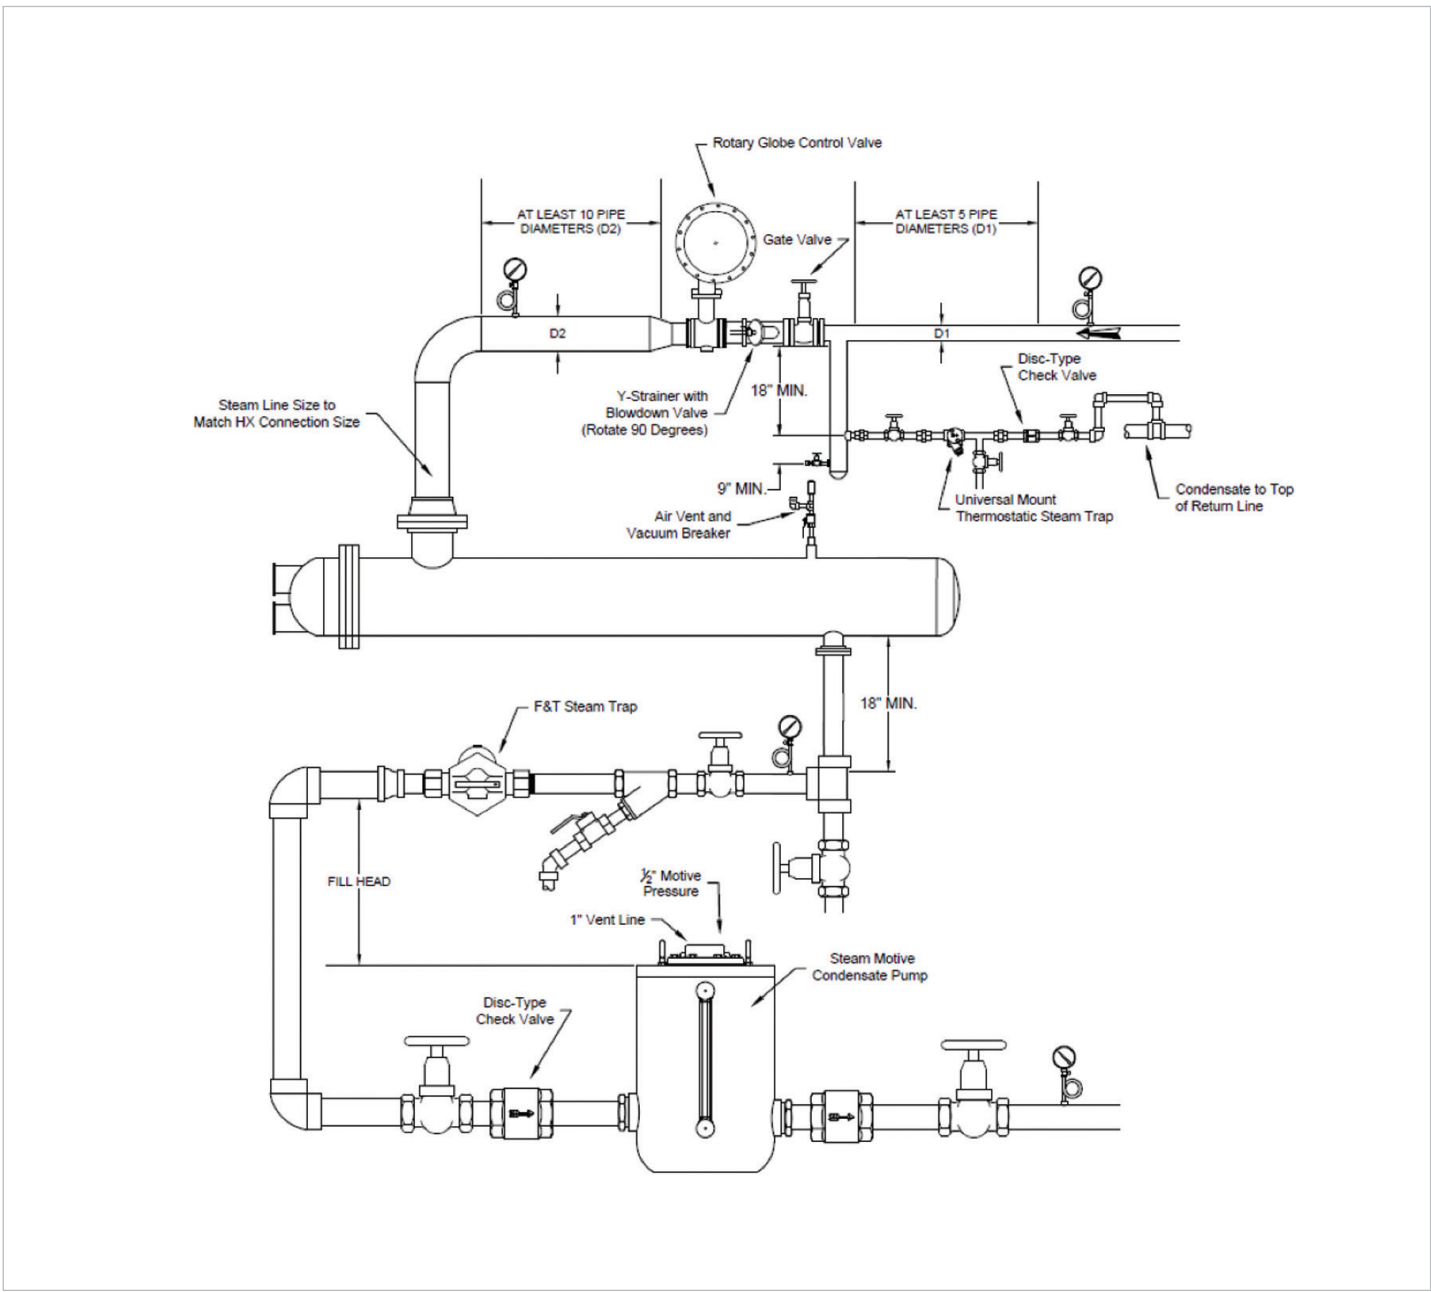 Rotary Globe Control Valve
AT LEAST 10 PIPE
DIAMETERS (D2)
AT LEAST 5 PIPE
DIAMETERS (D1)
Gate Valve
D2
D1
Disc-Type
Check Valve
18" MIN.
Y-Strainer with
Blowdown Valve
(Rotate 90 Degrees)
Steam Line Size to
Match HX Connection Size
9" MIN.
Universal Mount
Thermostatic Steam Trap
Condensate to Top
of Return Line
Air Vent and
Vacuum Breaker
18" MIN.
F&T Steam Trap
FILL HEAD
½" Motive
Pressure
1" Vent Line
Steam Motive
Condensate Pump
Disc-Type
Check Valve